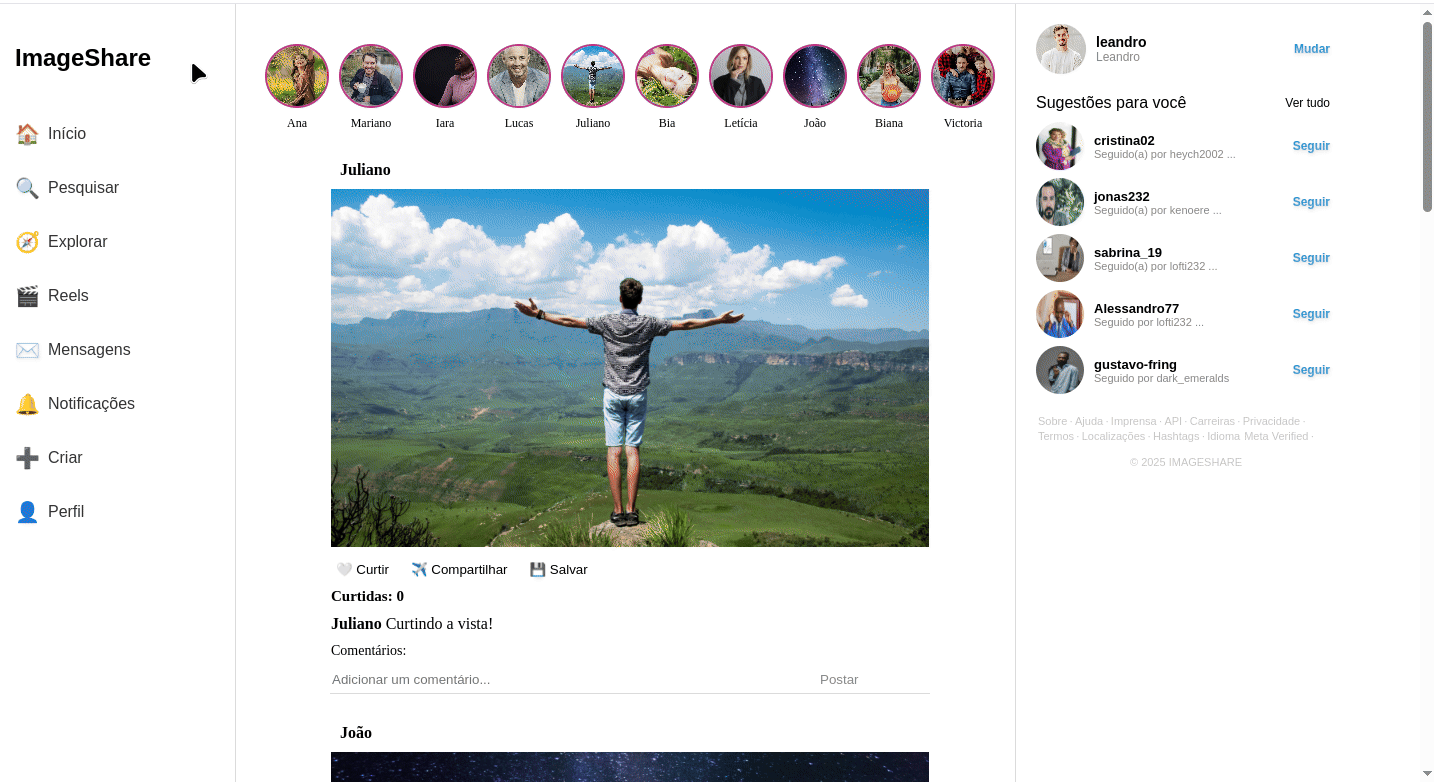 ImageShare
Início
Pesquisar
Explorar
Reels
Mensagens
Notificações
Criar
Perfil
Ana
Mariano
Iara
Lucas
Juliano
Bia
Letícia
João
Biana
Victoria
Juliano
Curtir
Compartilhar
Salvar
Curtidas: 0
Juliano Curtindo a vista!
Comentários:
Adicionar um comentário...
Postar
João
leandro
Leandro
Mudar
Sugestões para você
Ver tudo
cristina02
Seguido(a) por heych2002 ...
Seguir
jonas232
Seguido(a) por kenoere ...
Seguir
sabrina_19
Seguido(a) por lofti232 ...
Seguir
Alessandro77
Seguido por lofti232 ...
Seguir
gustavo-fring
Seguido por dark_emeralds
Seguir
Sobre · Ajuda · Imprensa · API · Carreiras · Privacidade ·
Termos · Localizações · Hashtags · Idioma Meta Verified ·
© 2025 IMAGESHARE